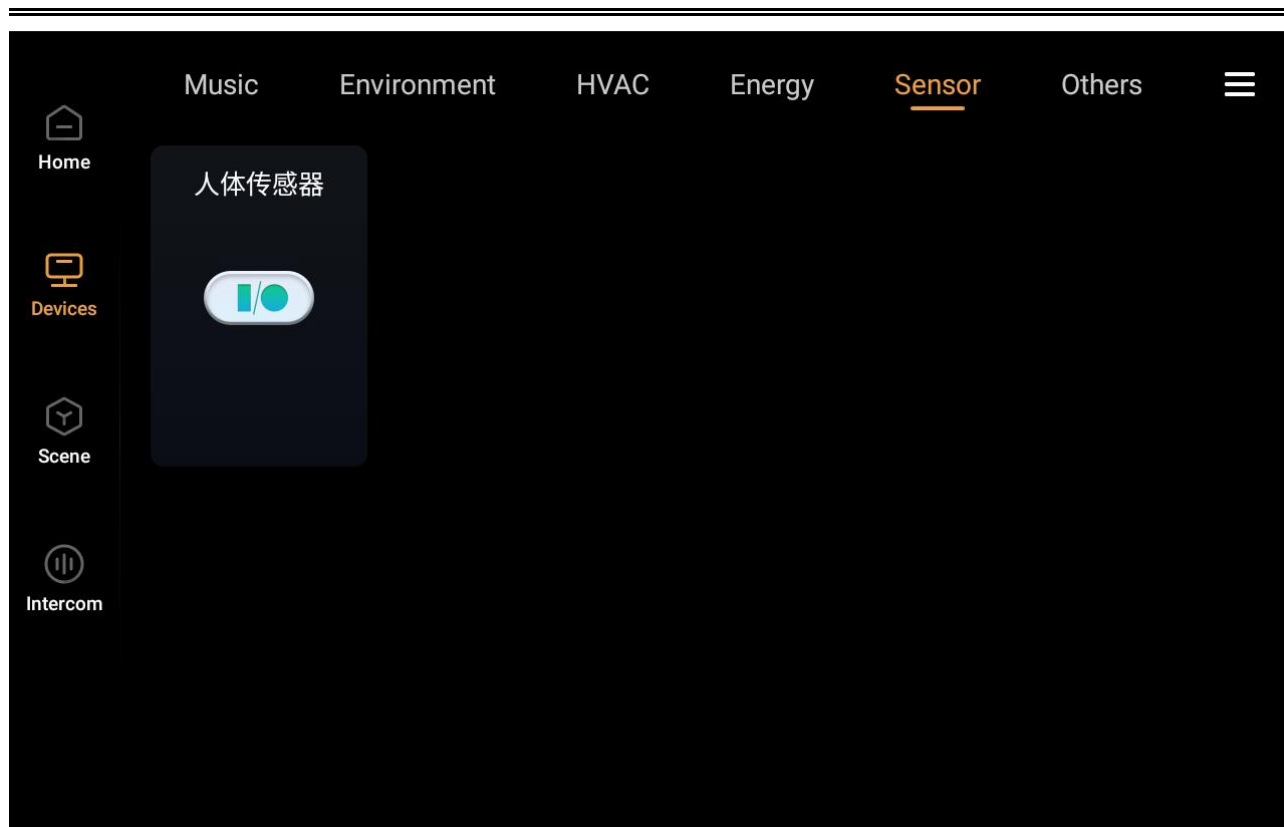 Music Environment HVAC Energy Sensor Others
Home
人体传感器
I/O
Devices
Scene
Intercom